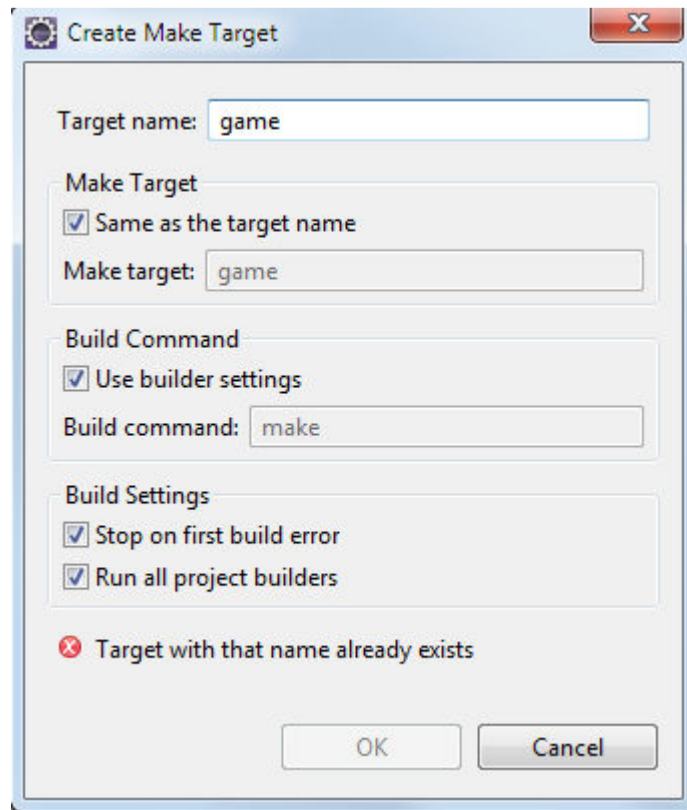 Create Make Target
Target name: game
Make Target
Same as the target name
Make target: game
Build Command
Use builder settings
Build command: make
Build Settings
Stop on first build error
Run all project builders
Target with that name already exists
OK Cancel